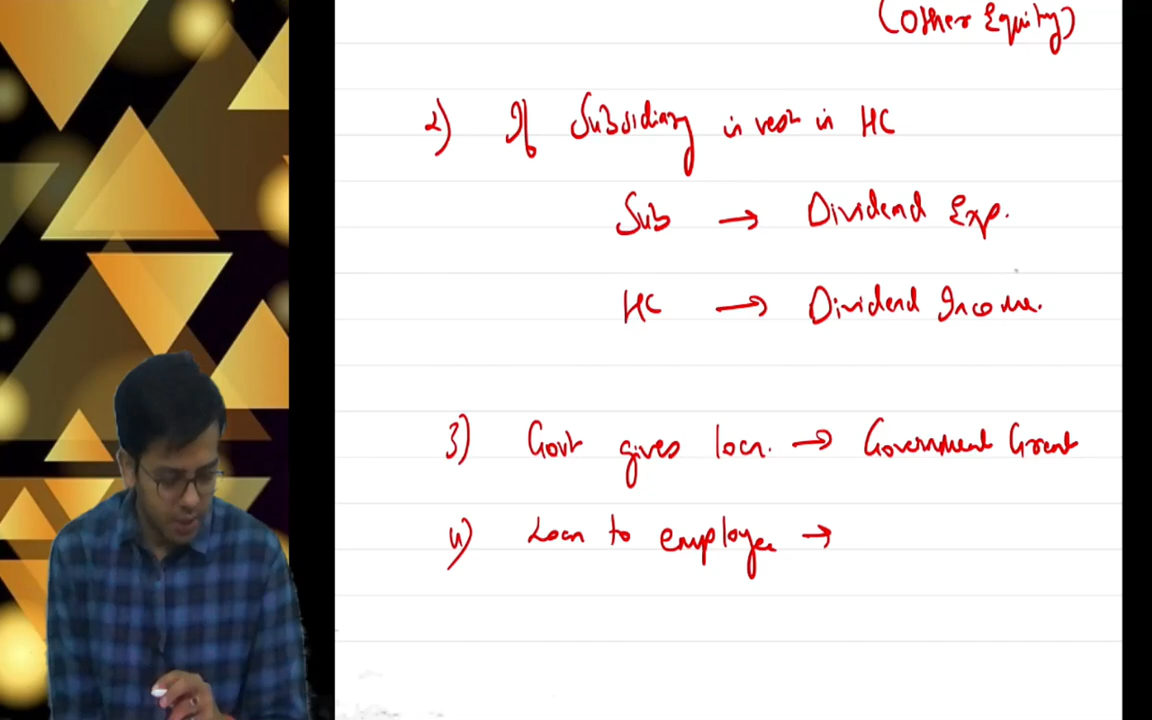 (Other Equity)
2) If Subsidiary invest in HC
Sub → Dividend Exp.
HC → Dividend Income.
3) Govt gives loan. → Government Grant
4) Loan to employee →